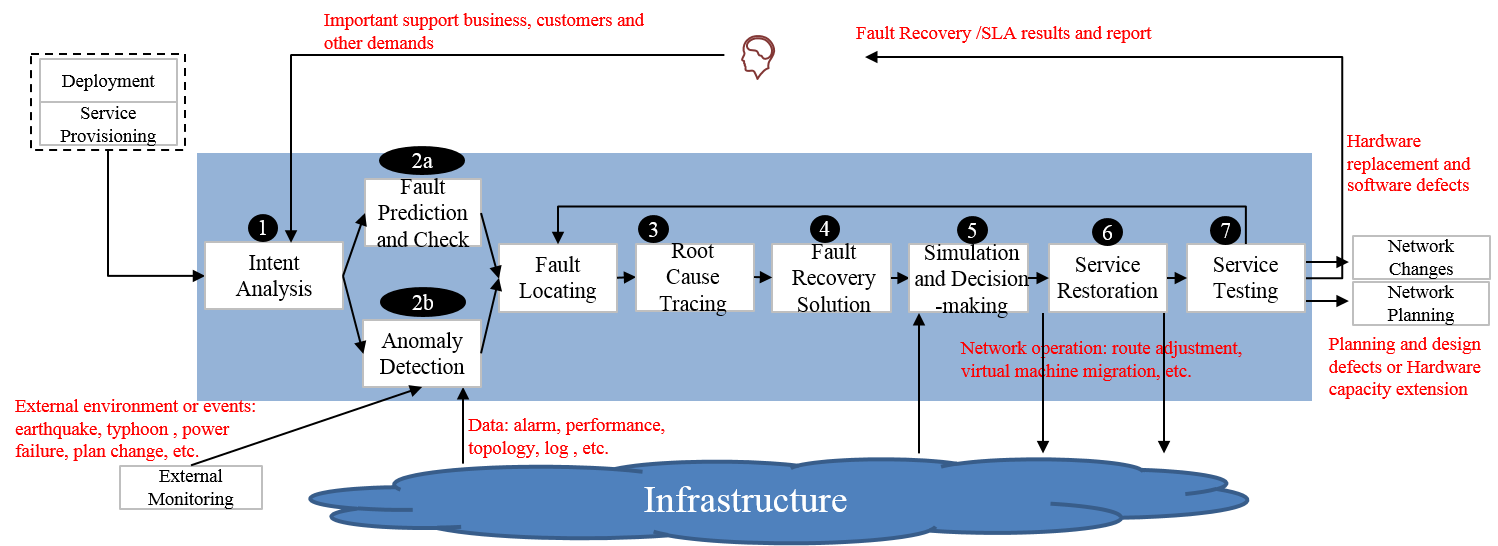 Important support business, customers and
other demands
Fault Recovery /SLA results and report
Deployment
Service
Provisioning
Hardware
replacement and
software defects
2a
Fault
Prediction
and Check
1
Intent
Analysis
2b
Anomaly
Detection
Fault
Locating
3
Root
Cause
Tracing
4
Fault
Recovery
Solution
5
Simulation
and Decision
-making
6
Service
Restoration
7
Service
Testing
Network
Changes
Network
Planning
Network operation: route adjustment,
virtual machine migration, etc.
Planning and design
defects or Hardware
capacity extension
External environment or events:
earthquake, typhoon , power
failure, plan change, etc.
Data: alarm, performance,
topology, log , etc.
External
Monitoring
Infrastructure